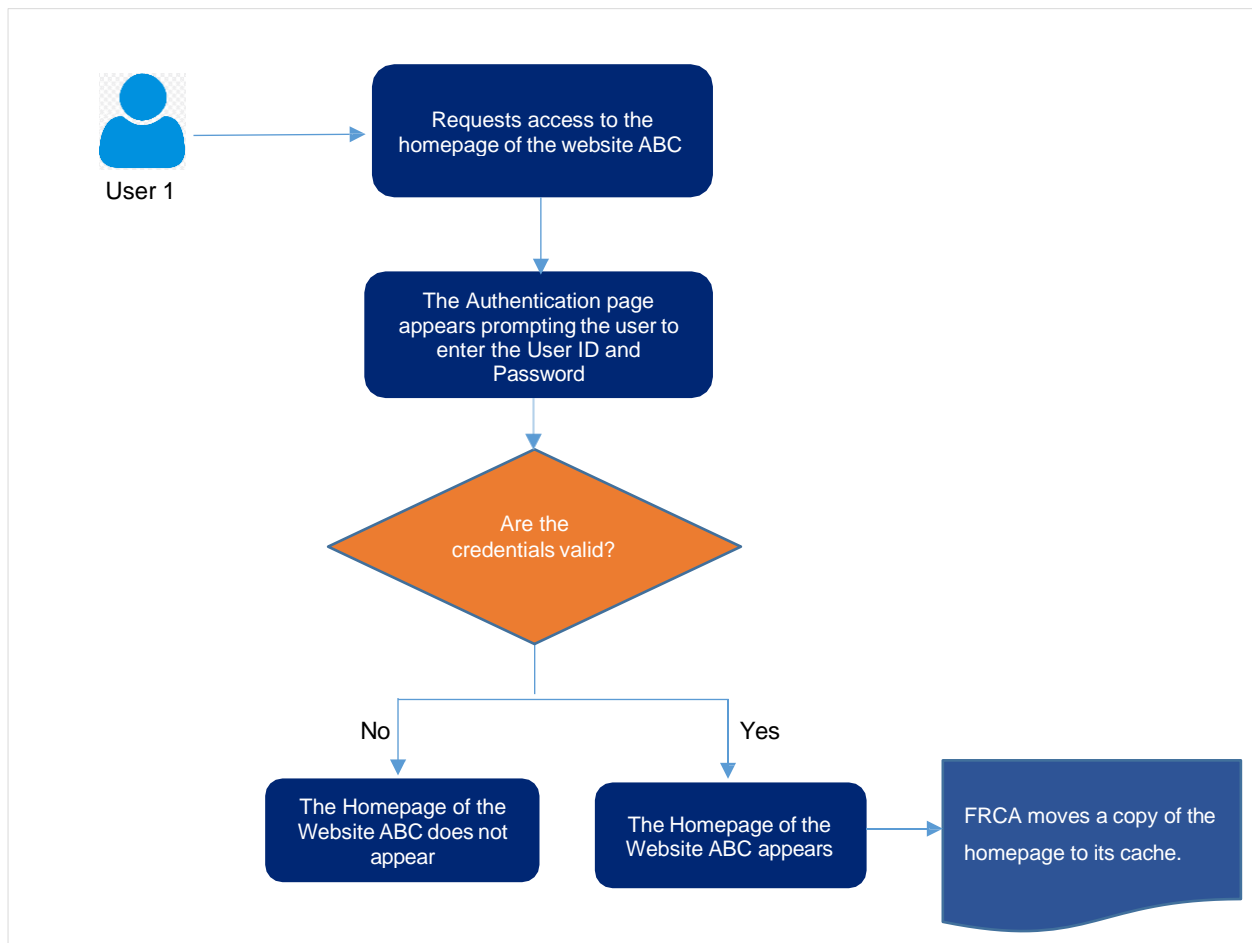 User 1
Requests access to the
homepage of the website ABC
The Authentication page
appears prompting the user to
enter the User ID and
Password
Are the
credentials valid?
No
Yes
The Homepage of the
Website ABC does not
appear
The Homepage of the
Website ABC appears
FRCA moves a copy of the
homepage to its cache.